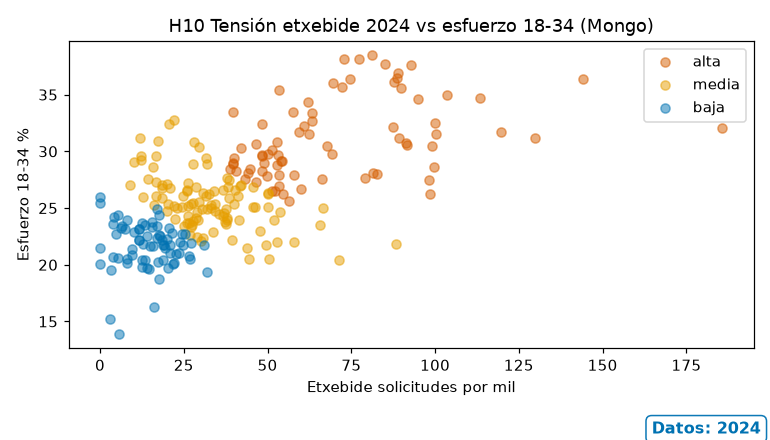 H10 Tensión etxebide 2024 vs esfuerzo 18-34 (Mongo)
alta
media
baja
Esfuerzo 18-34 %
35
30
25
20
15
0 25 50 75 100 125 150 175
Etxebide solicitudes por mil
Datos: 2024